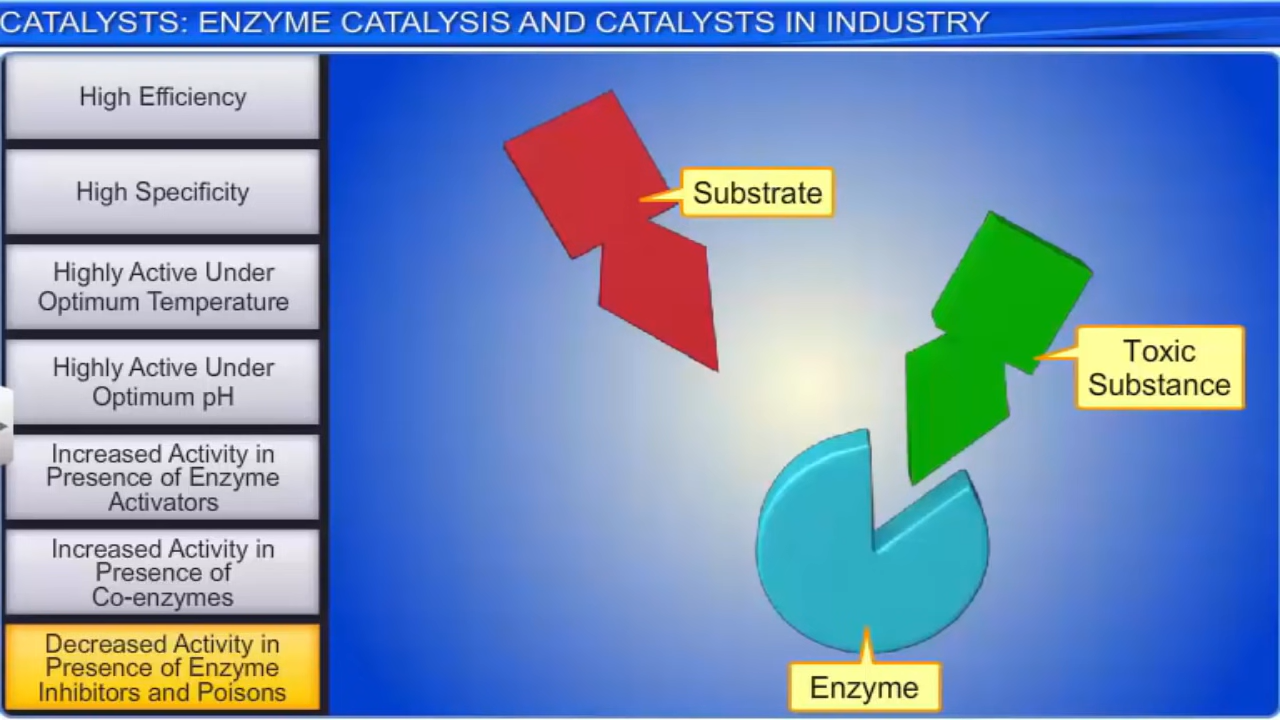 CATALYSTS: ENZYME CATALYSIS AND CATALYSTS IN INDUSTRY
High Efficiency
High Specificity
Highly Active Under
Optimum Temperature
Highly Active Under
Optimum pH
Increased Activity in
Presence of Enzyme
Activators
Increased Activity in
Presence of
Co-enzymes
Decreased Activity in
Presence of Enzyme
Inhibitors and Poisons
Substrate
Toxic
Substance
Enzyme